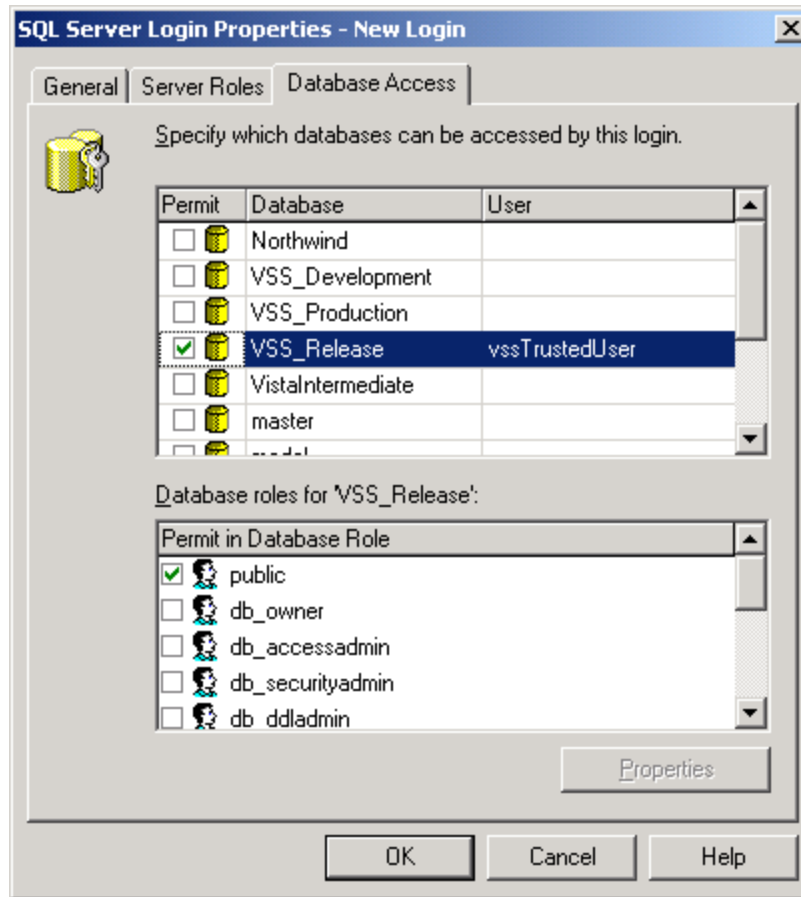 SQL Server Login Properties - New Login
General Server Roles Database Access
Specify which databases can be accessed by this login.
Permit Database User
Northwind
VSS_Development
VSS_Production
VSS_Release vssTrustedUser
VistaIntermediate
master
model
Database roles for 'VSS_Release':
Permit in Database Role
public
db_owner
db_accessadmin
db_securityadmin
db_ddladmin
Properties
OK Cancel Help